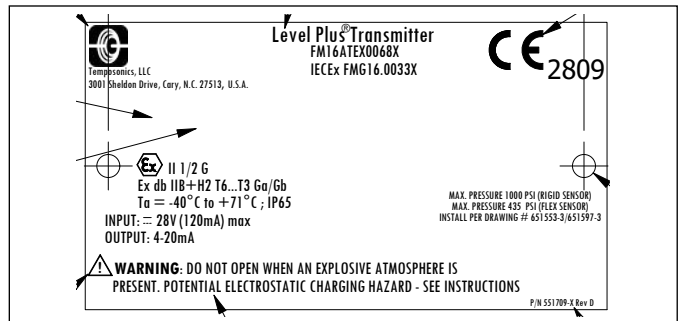 Level Plus® Transmitter
FM16ATEX0068X
IECEx FMG16.0033X
CE 2809
Temposonics, LLC
3001 Sheldon Drive, Cary, N.C. 27513, U.S.A.
Ex II 1/2 G
Ex db IIB+H2 T6...T3 Ga/Gb
Ta = -40°C to +71°C ; IP65
INPUT: ⎓ 28V (120mA) max
OUTPUT: 4-20mA
MAX. PRESSURE 1000 PSI (RIGID SENSOR)
MAX. PRESSURE 435 PSI (FLEX SENSOR)
INSTALL PER DRAWING # 651553-3/651597-3
WARNING: DO NOT OPEN WHEN AN EXPLOSIVE ATMOSPHERE IS
PRESENT. POTENTIAL ELECTROSTATIC CHARGING HAZARD - SEE INSTRUCTIONS
P/N 551709-X Rev D